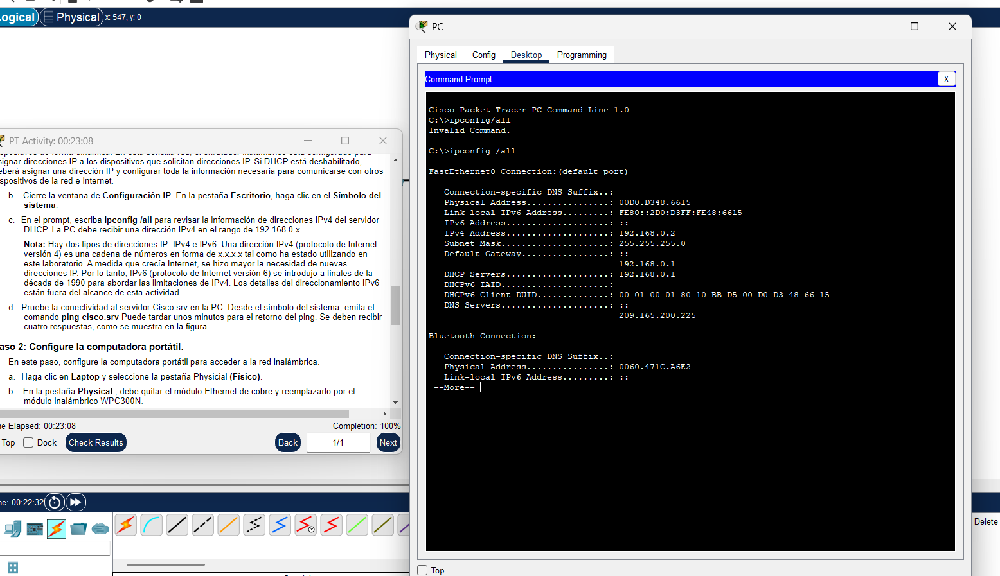 Logical Physical x: 547, y: 0
PT Activity: 00:23:08
asignar direcciones IP a los dispositivos que solicitan direcciones IP. Si DHCP está deshabilitado,
deberá asignar una dirección IP y configurar toda la información necesaria para comunicarse con otros
dispositivos de la red e Internet.
b. Cierre la ventana de Configuración IP. En la pestaña Escritorio, haga clic en el Símbolo del
sistema.
c. En el prompt, escriba ipconfig /all para revisar la información de direcciones IPv4 del servidor
DHCP. La PC debe recibir una dirección IPv4 en el rango de 192.168.0.x.
Nota: Hay dos tipos de direcciones IP: IPv4 e IPv6. Una dirección IPv4 (protocolo de Internet
versión 4) es una cadena de números en forma de x.x.x.x tal como ha estado utilizando en
este laboratorio. A medida que crecía Internet, se hizo mayor la necesidad de nuevas
direcciones IP. Por lo tanto, IPv6 (protocolo de Internet versión 6) se introdujo a finales de la
década de 1990 para abordar las limitaciones de IPv4. Los detalles del direccionamiento IPv6
están fuera del alcance de esta actividad.
d. Pruebe la conectividad al servidor Cisco.srv en la PC. Desde el símbolo del sistema, emita el
comando ping cisco.srv Puede tardar unos minutos para el retorno del ping. Se deben recibir
cuatro respuestas, como se muestra en la figura.
Paso 2: Configure la computadora portátil.
En este paso, configure la computadora portátil para acceder a la red inalámbrica.
a. Haga clic en Laptop y seleccione la pestaña Physicial (Físico).
b. En la pestaña Physical , debe quitar el módulo Ethernet de cobre y reemplazarlo por el
módulo inalámbrico WPC300N.
e Elapsed: 00:23:08 Completion: 100%
Top Dock Check Results Back 1/1 Next
ne: 00:22:32
PC
Physical Config Desktop Programming
Command Prompt X
Cisco Packet Tracer PC Command Line 1.0
C:\>ipconfig/all
Invalid Command.
C:\>ipconfig /all
FastEthernet0 Connection:(default port)
Connection-specific DNS Suffix..:
Physical Address................: 00D0.D348.6615
Link-local IPv6 Address.........: FE80::2D0:D3FF:FE48:6615
IPv6 Address....................: ::
IPv4 Address....................: 192.168.0.2
Subnet Mask.....................: 255.255.255.0
Default Gateway.................: ::
192.168.0.1
DHCP Servers....................: 192.168.0.1
DHCPv6 IAID.....................:
DHCPv6 Client DUID..............: 00-01-00-01-80-10-BB-D5-00-D0-D3-48-66-15
DNS Servers.....................: ::
209.165.200.225
Bluetooth Connection:
Connection-specific DNS Suffix..:
Physical Address................: 0060.471C.A6E2
Link-local IPv6 Address.........: ::
--More--
Top
Delete